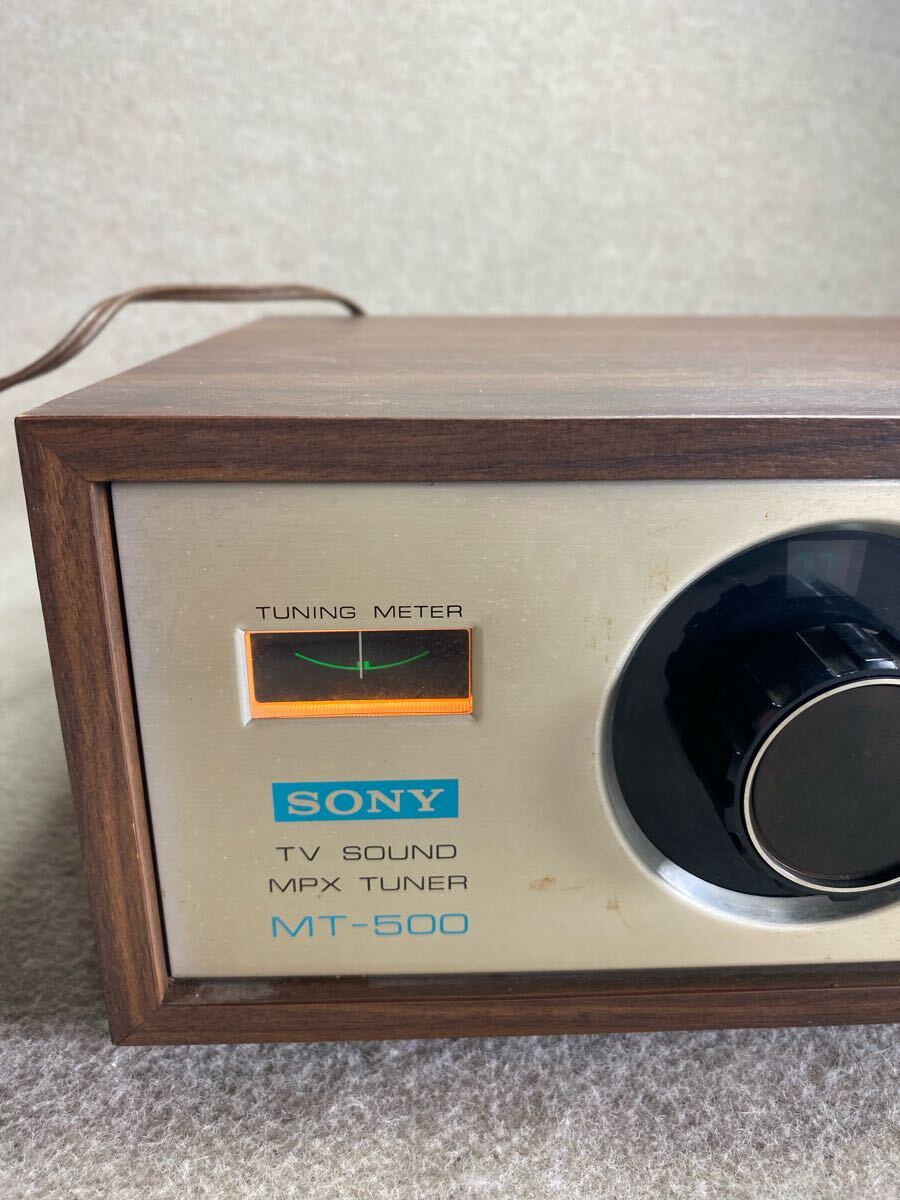 TUNING METER
SONY
TV SOUND
MPX TUNER
MT-500